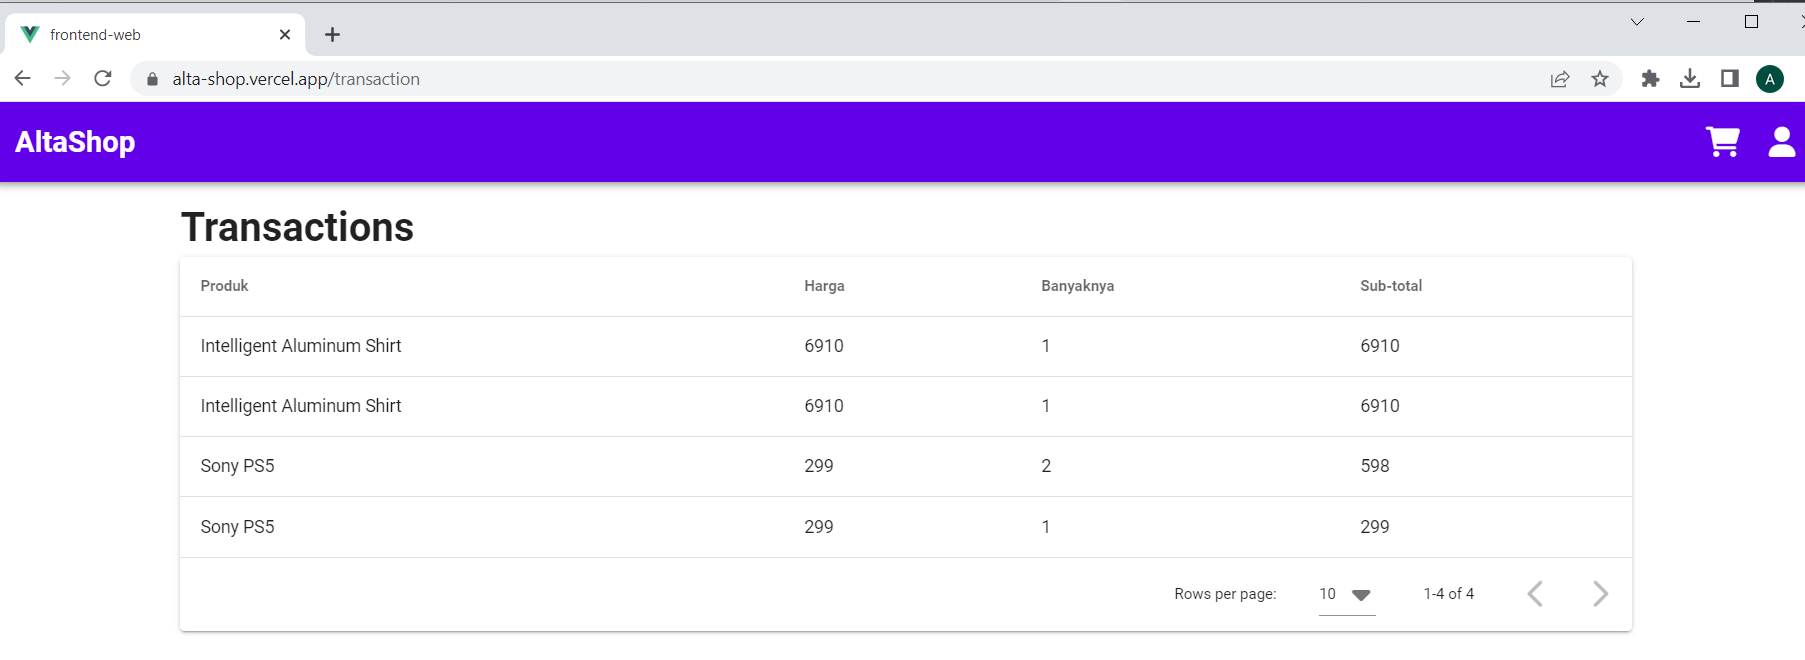 frontend-web
alta-shop.vercel.app/transaction
A
AltaShop
Transactions
Produk Harga Banyaknya Sub-total
Intelligent Aluminum Shirt 6910 1 6910
Intelligent Aluminum Shirt 6910 1 6910
Sony PS5 299 2 598
Sony PS5 299 1 299
Rows per page: 10 1-4 of 4